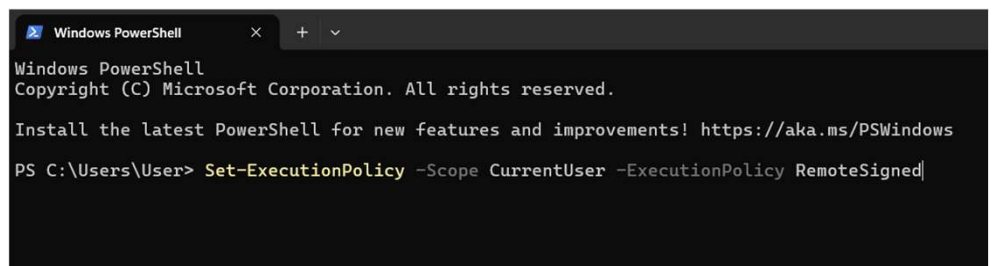 Windows PowerShell
Windows PowerShell
Copyright (C) Microsoft Corporation. All rights reserved.
Install the latest PowerShell for new features and improvements! https://aka.ms/PSWindows
PS C:\Users\User> Set-ExecutionPolicy -Scope CurrentUser -ExecutionPolicy RemoteSigned